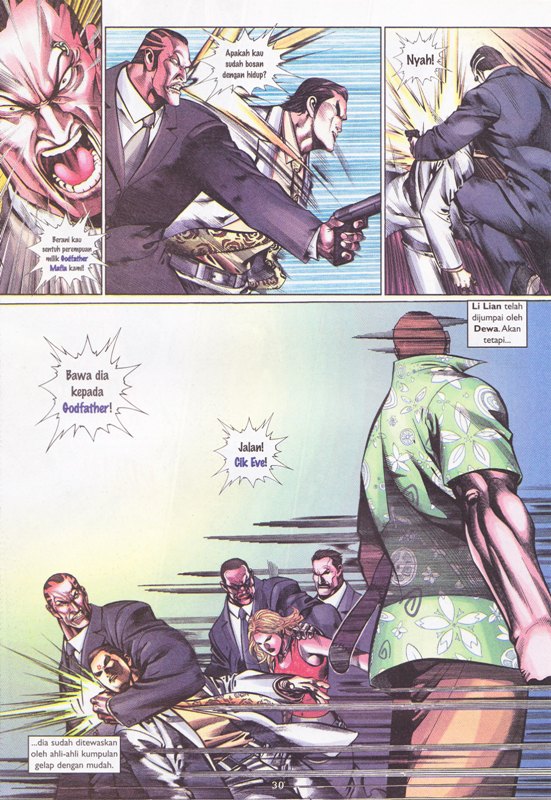 Berani kau
sentuh perempuan
milik Godfather
Mafia kami!
Apakah kau
sudah bosan
dengan hidup?
Nyah!
Li Lian telah
dijumpai oleh
Dewa. Akan
tetapi...
Bawa dia
kepada
Godfather!
Jalan!
Cik Eve!
...dia sudah ditewaskan
oleh ahli-ahli kumpulan
gelap dengan mudah.
30